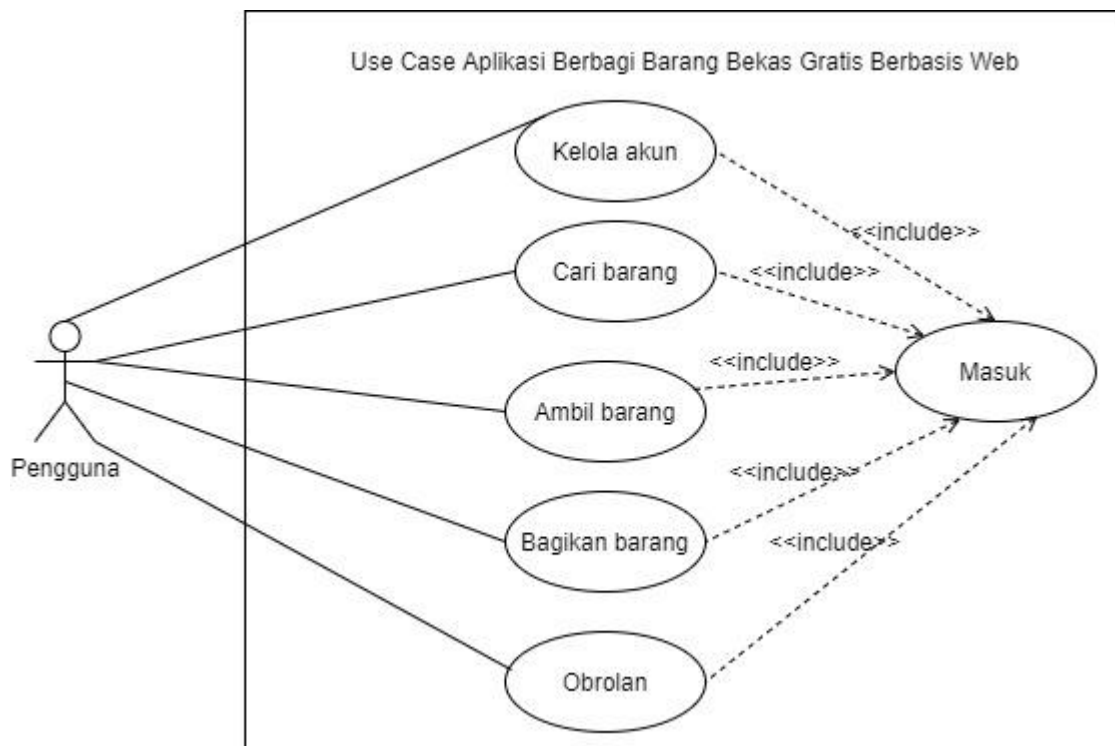 Use Case Aplikasi Berbagi Barang Bekas Gratis Berbasis Web
Kelola akun
<<include>>
Cari barang
<<include>>
<<include>>
Masuk
Ambil barang
Pengguna
<<include>>
Bagikan barang
<<include>>
Obrolan